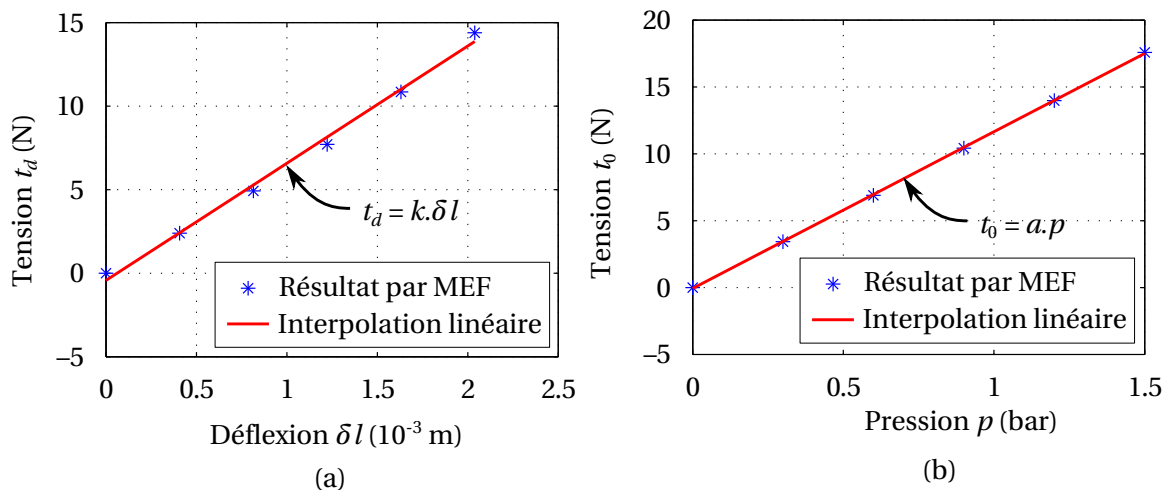 15
10
5
0
–5
Tension t_d (N)
t_d = k.δl
Résultat par MEF
Interpolation linéaire
0 0.5 1 1.5 2 2.5
Déflexion δl (10⁻³ m)
(a)
20
15
10
5
0
–5
Tension t_0 (N)
t_0 = a.p
Résultat par MEF
Interpolation linéaire
0 0.5 1 1.5
Pression p (bar)
(b)